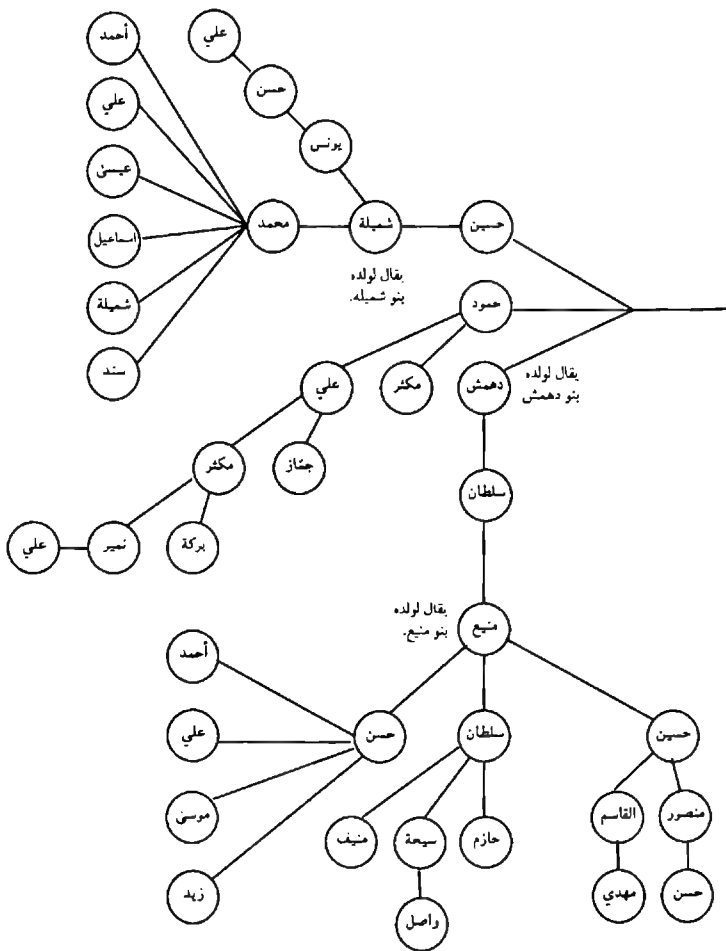 أحمد
علي
علي
حسن
عيسىٰ
يونس
اسماعيل
محمد
شميلة
حسين
يقال لولده
بنو شميله.
شميلة
حمود
سند
علي
مكثر
دهمش
يقال لولده
بنو دهمش
مكثر
جمّاز
سلطان
علي
نمير
بركة
يقال لولده
بنو منيع.
منيع
أحمد
علي
حسن
سلطان
حسين
موسىٰ
منيف
سيحة
حازم
القاسم
منصور
زيد
واصل
مهدي
حسن